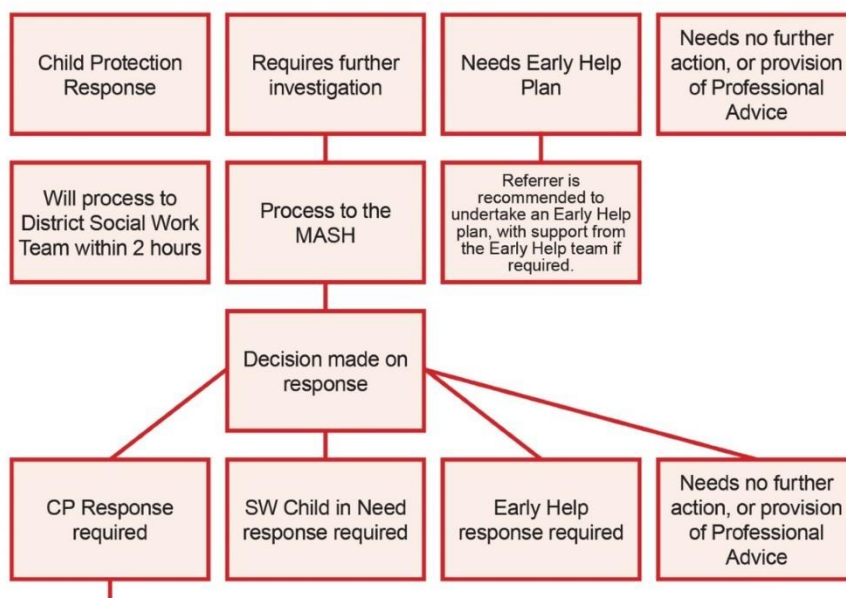 Child Protection
Response
Requires further
investigation
Needs Early Help
Plan
Needs no further
action, or provision
of Professional
Advice
Will process to
District Social Work
Team within 2 hours
Process to the
MASH
Referrer is
recommended to
undertake an Early Help
plan, with support from
the Early Help team if
required.
Decision made on
response
CP Response
required
SW Child in Need
response required
Early Help
response required
Needs no further
action, or provision
of Professional
Advice